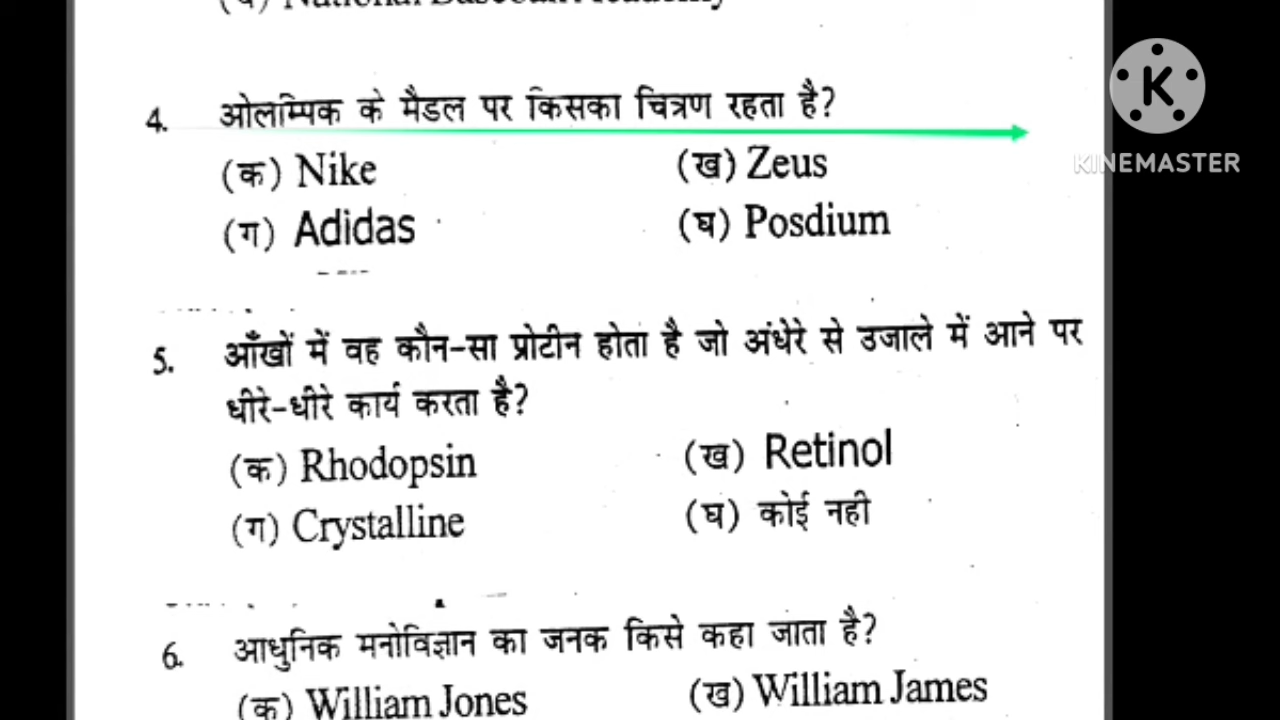 4. ओलम्पिक के मैडल पर किसका चित्रण रहता है?
(क) Nike (ख) Zeus
(ग) Adidas (घ) Posdium
5. आँखों में वह कौन-सा प्रोटीन होता है जो अंधेरे से उजाले में आने पर
धीरे-धीरे कार्य करता है?
(क) Rhodopsin (ख) Retinol
(ग) Crystalline (घ) कोई नही
6. आधुनिक मनोविज्ञान का जनक किसे कहा जाता है?
(क) William Jones (ख) William James
K
KINEMASTER